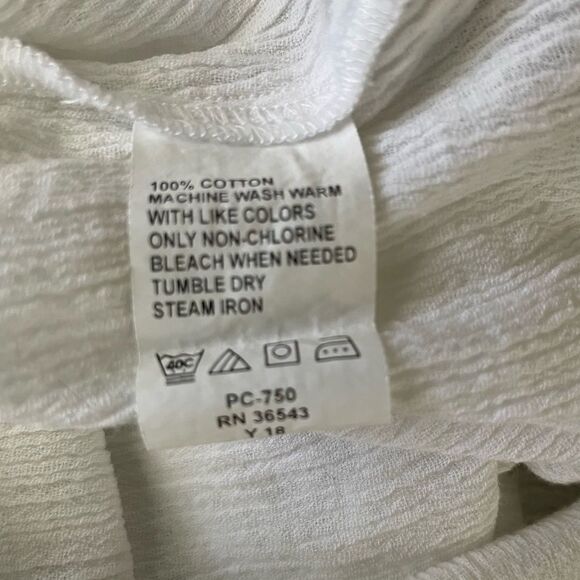 100% COTTON
MACHINE WASH WARM
WITH LIKE COLORS
ONLY NON-CHLORINE
BLEACH WHEN NEEDED
TUMBLE DRY
STEAM IRON
40C
PC-750
RN 36543
Y 18